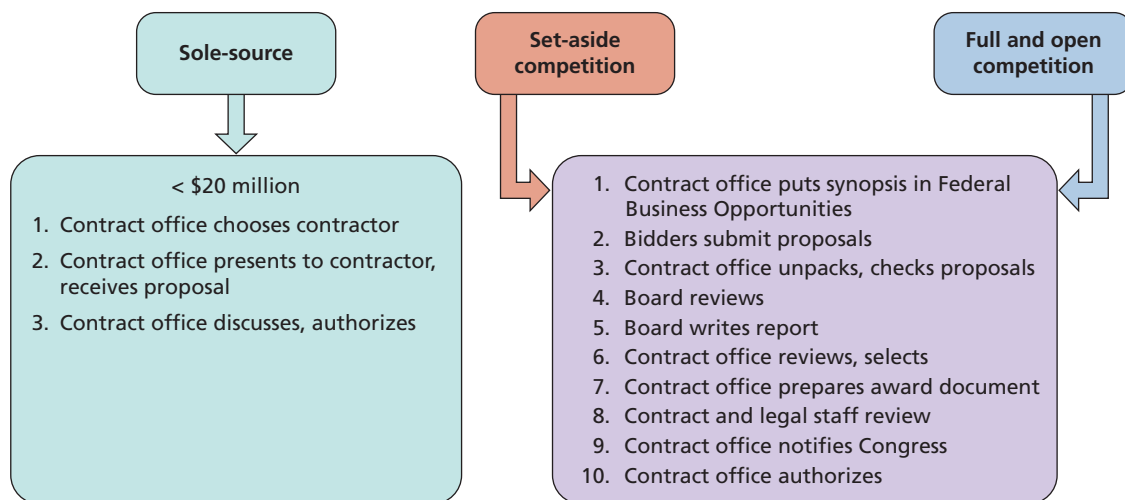 Sole-source
Set-aside
competition
Full and open
competition
< $20 million
1. Contract office chooses contractor
2. Contract office presents to contractor,
receives proposal
3. Contract office discusses, authorizes
1. Contract office puts synopsis in Federal
Business Opportunities
2. Bidders submit proposals
3. Contract office unpacks, checks proposals
4. Board reviews
5. Board writes report
6. Contract office reviews, selects
7. Contract office prepares award document
8. Contract and legal staff review
9. Contract office notifies Congress
10. Contract office authorizes